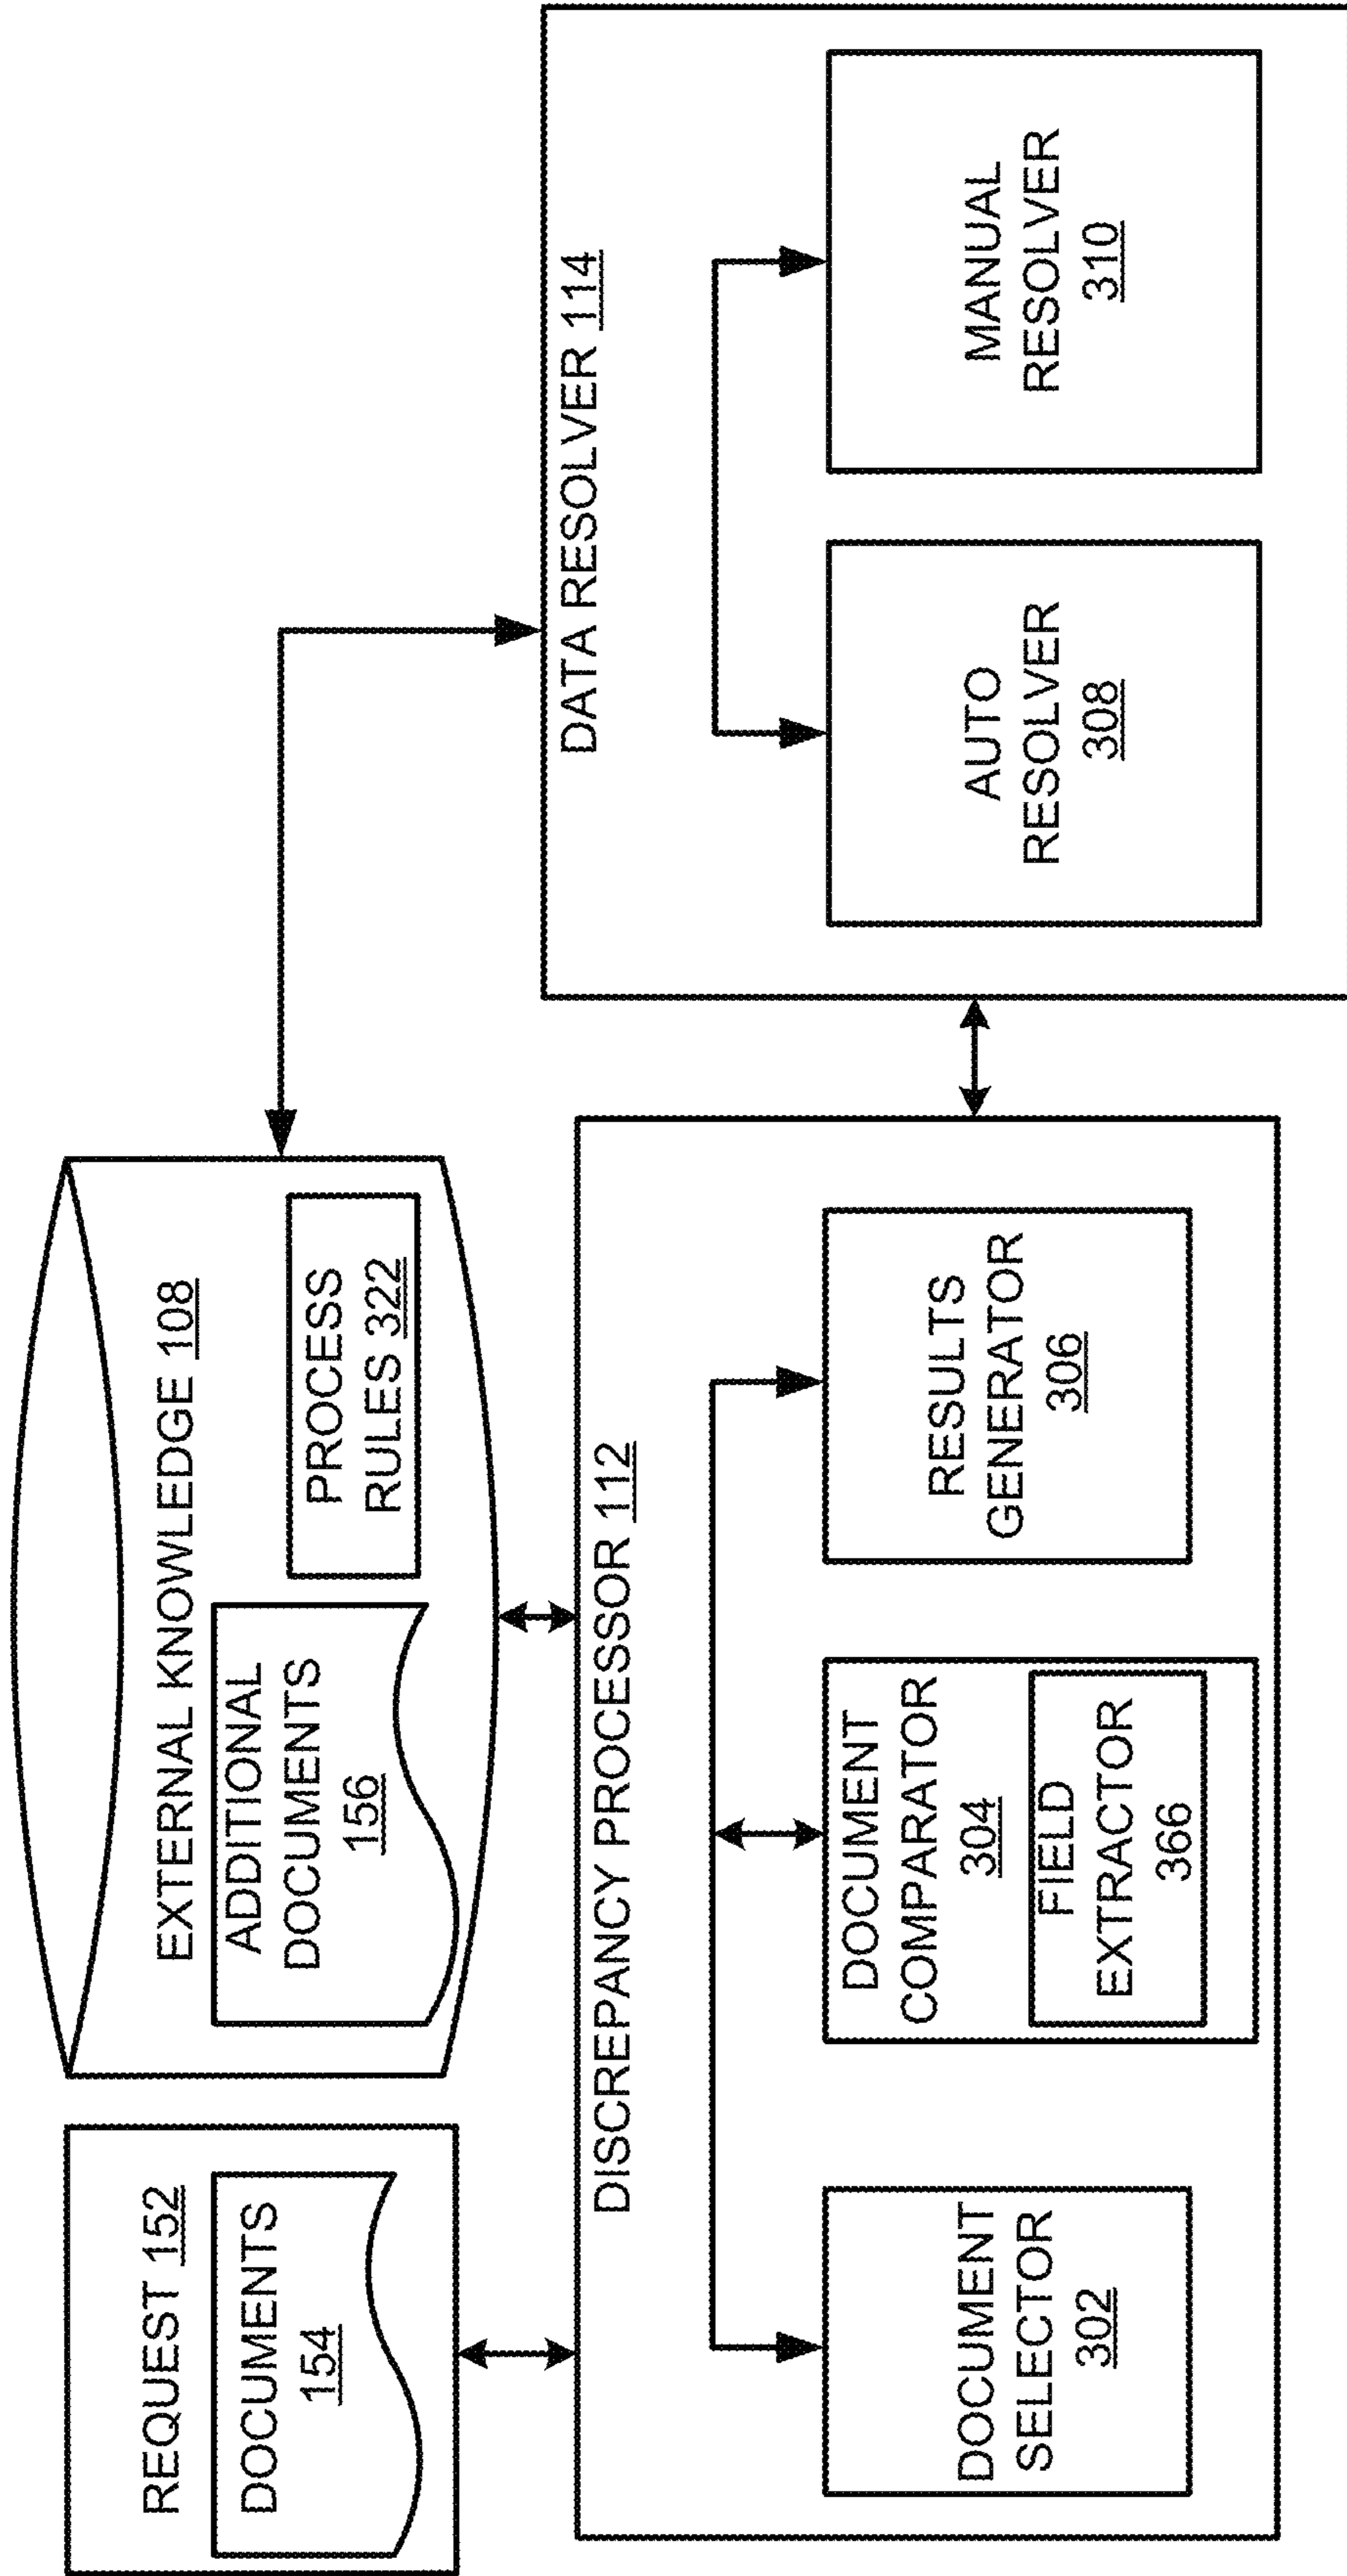 REQUEST 152
DOCUMENTS
154
EXTERNAL KNOWLEDGE 108
ADDITIONAL
DOCUMENTS
156
PROCESS
RULES 322
DISCREPANCY PROCESSOR 112
DOCUMENT
SELECTOR
302
DOCUMENT
COMPARATOR
304
FIELD
EXTRACTOR
366
RESULTS
GENERATOR
306
DATA RESOLVER 114
AUTO
RESOLVER
308
MANUAL
RESOLVER
310